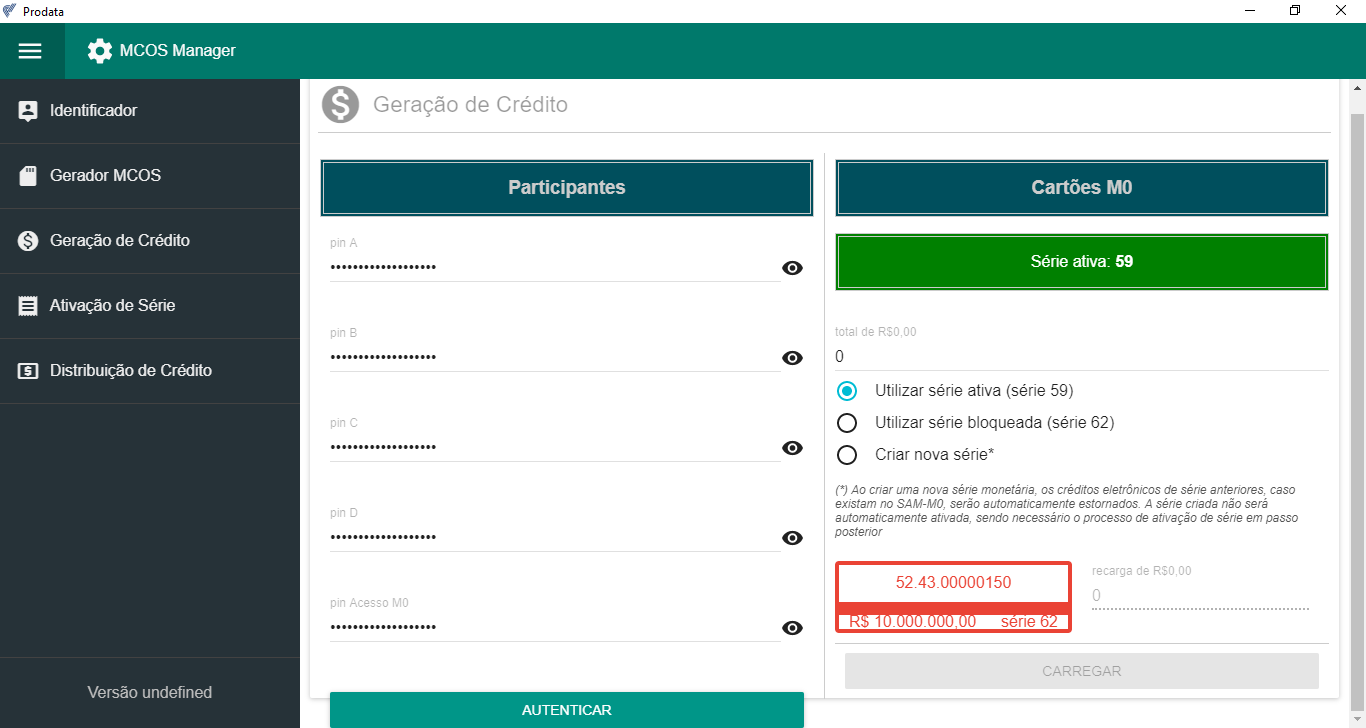 Prodata
MCOS Manager
Identificador
Gerador MCOS
Geração de Crédito
Ativação de Série
Distribuição de Crédito
Versão undefined
Geração de Crédito
Participantes
pin A
•••••••••••••••••••
pin B
•••••••••••••••••••
pin C
•••••••••••••••••••
pin D
•••••••••••••••••••
pin Acesso M0
•••••••••••••••••••
AUTENTICAR
Cartões M0
Série ativa: 59
total de R$0,00
0
Utilizar série ativa (série 59)
Utilizar série bloqueada (série 62)
Criar nova série*
(*) Ao criar uma nova série monetária, os créditos eletrônicos de série anteriores, caso
existam no SAM-M0, serão automaticamente estornados. A série criada não será
automaticamente ativada, sendo necessário o processo de ativação de série em passo
posterior
52.43.00000150
R$ 10.000.000,00 série 62
recarga de R$0,00
0
CARREGAR